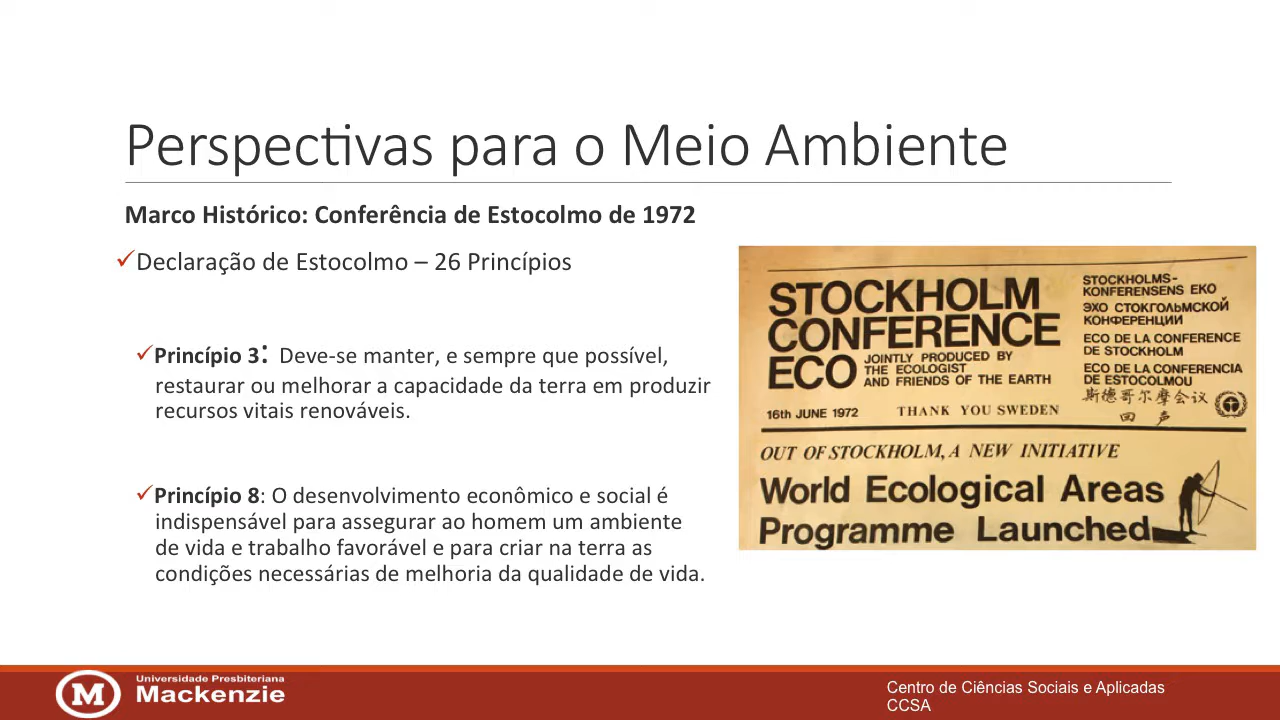 Perspectivas para o Meio Ambiente
Marco Histórico: Conferência de Estocolmo de 1972
✓Declaração de Estocolmo – 26 Princípios
✓Princípio 3: Deve-se manter, e sempre que possível,
restaurar ou melhorar a capacidade da terra em produzir
recursos vitais renováveis.
✓Princípio 8: O desenvolvimento econômico e social é
indispensável para assegurar ao homem um ambiente
de vida e trabalho favorável e para criar na terra as
condições necessárias de melhoria da qualidade de vida.
STOCKHOLM
CONFERENCE
ECO
JOINTLY PRODUCED BY
THE ECOLOGIST
AND FRIENDS OF THE EARTH
16th JUNE 1972
THANK YOU SWEDEN
STOCKHOLMS-
KONFERENSENS EKO
ЭХО СТОКГОЛЬМСКОЙ
КОНФЕРЕНЦИИ
ECO DE LA CONFERENCE
DE STOCKHOLM
ECO DE LA CONFERENCIA
DE ESTOCOLMOU
斯德哥尔摩会议
回声
OUT OF STOCKHOLM, A NEW INITIATIVE
World Ecological Areas
Programme Launched
M
Universidade Presbiteriana
Mackenzie
Centro de Ciências Sociais e Aplicadas
CCSA